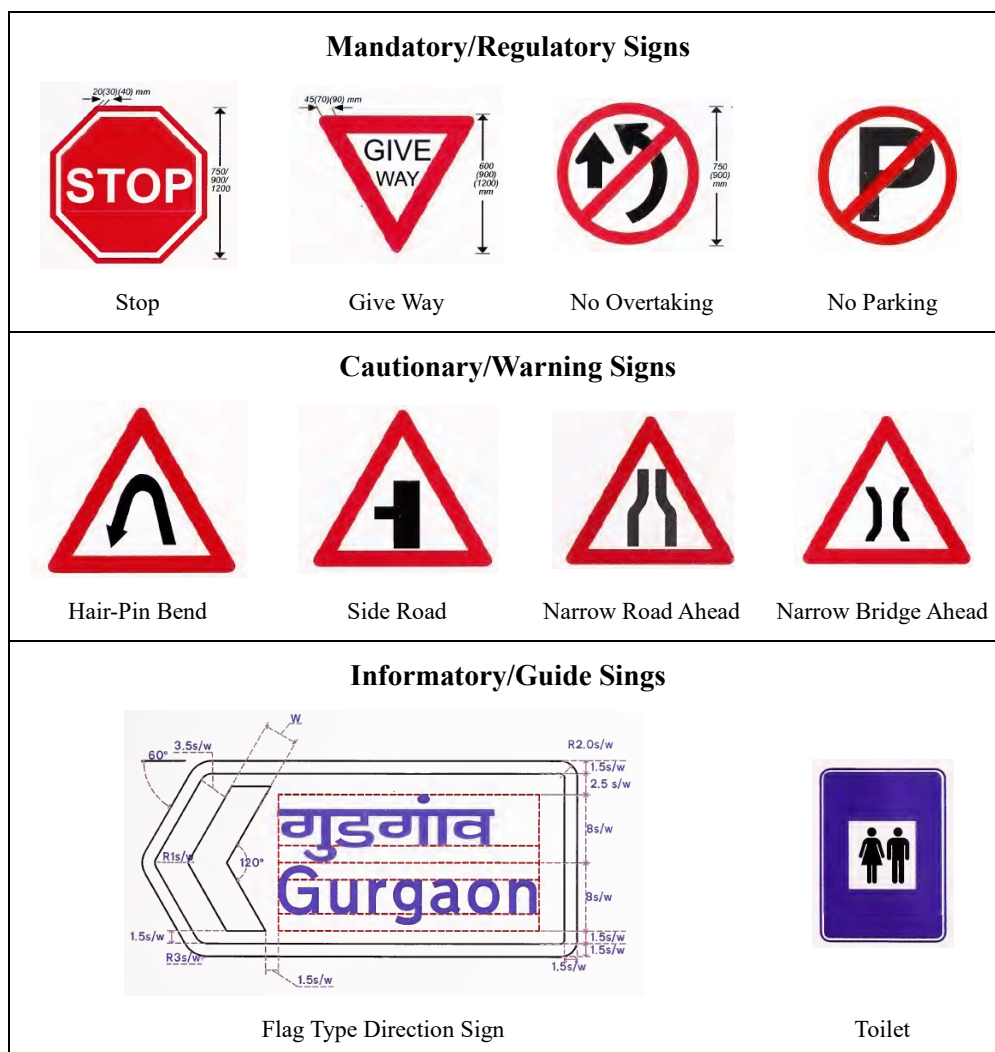 Mandatory/Regulatory Signs
20(30)(40) mm
STOP
750/
900/
1200
45(70)(90) mm
GIVE
WAY
600
(900)
(1200)
mm
750
(900)
mm
P
Stop
Give Way
No Overtaking
No Parking
Cautionary/Warning Signs
Hair-Pin Bend
Side Road
Narrow Road Ahead
Narrow Bridge Ahead
Informatory/Guide Sings
W
3.5s/w
60°
R2.0s/w
1.5s/w
2.5 s/w
गुडगांव
8s/w
R1s/w
120°
Gurgaon
8s/w
1.5s/w
1.5s/w
1.5s/w
R3s/w
1.5s/w
1.5s/w
Flag Type Direction Sign
Toilet